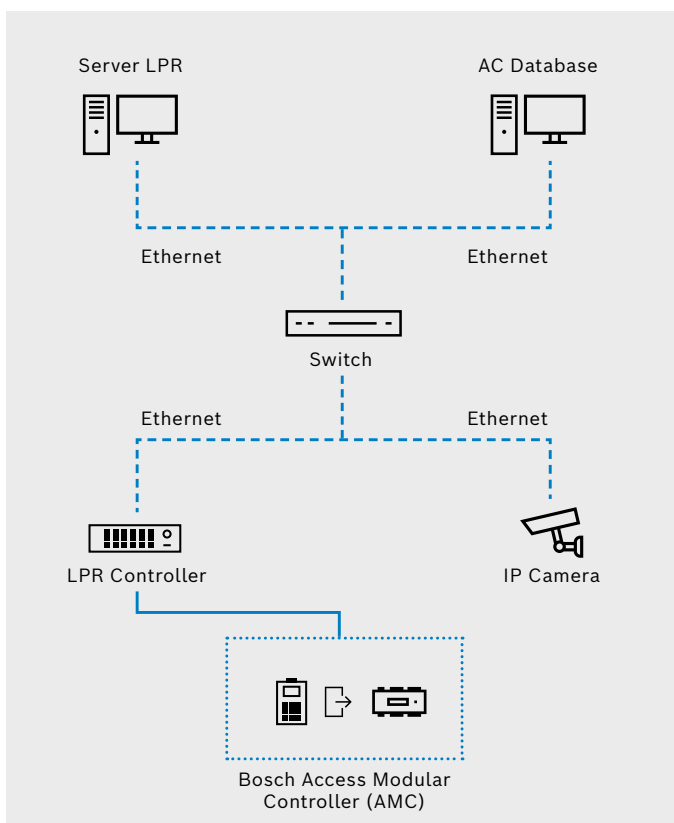 Server LPR
AC Database
Ethernet
Ethernet
Switch
Ethernet
Ethernet
LPR Controller
IP Camera
Bosch Access Modular
Controller (AMC)